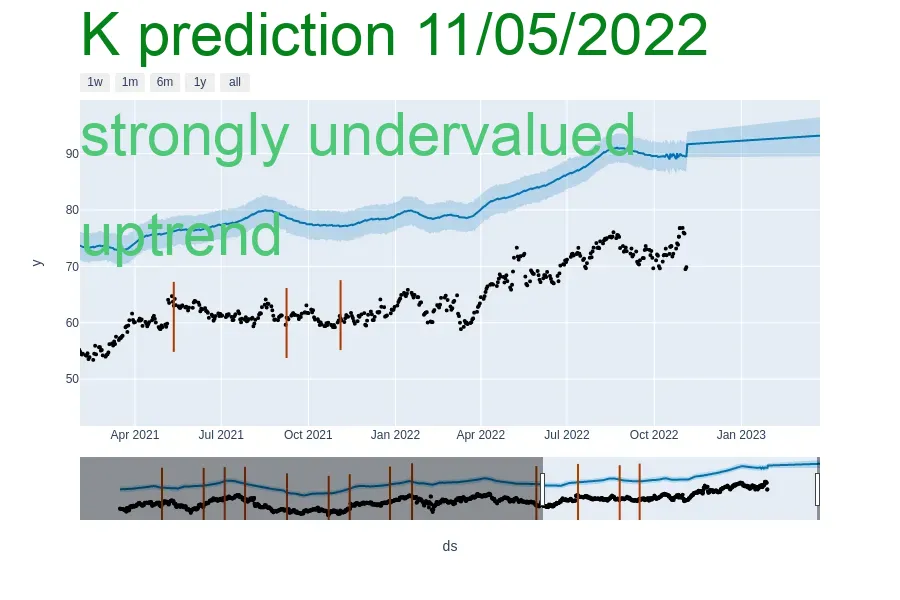 K prediction 11/05/2022
1w 1m 6m 1y all
strongly undervalued
uptrend
90
80
70
60
50
y
Apr 2021 Jul 2021 Oct 2021 Jan 2022 Apr 2022 Jul 2022 Oct 2022 Jan 2023
ds